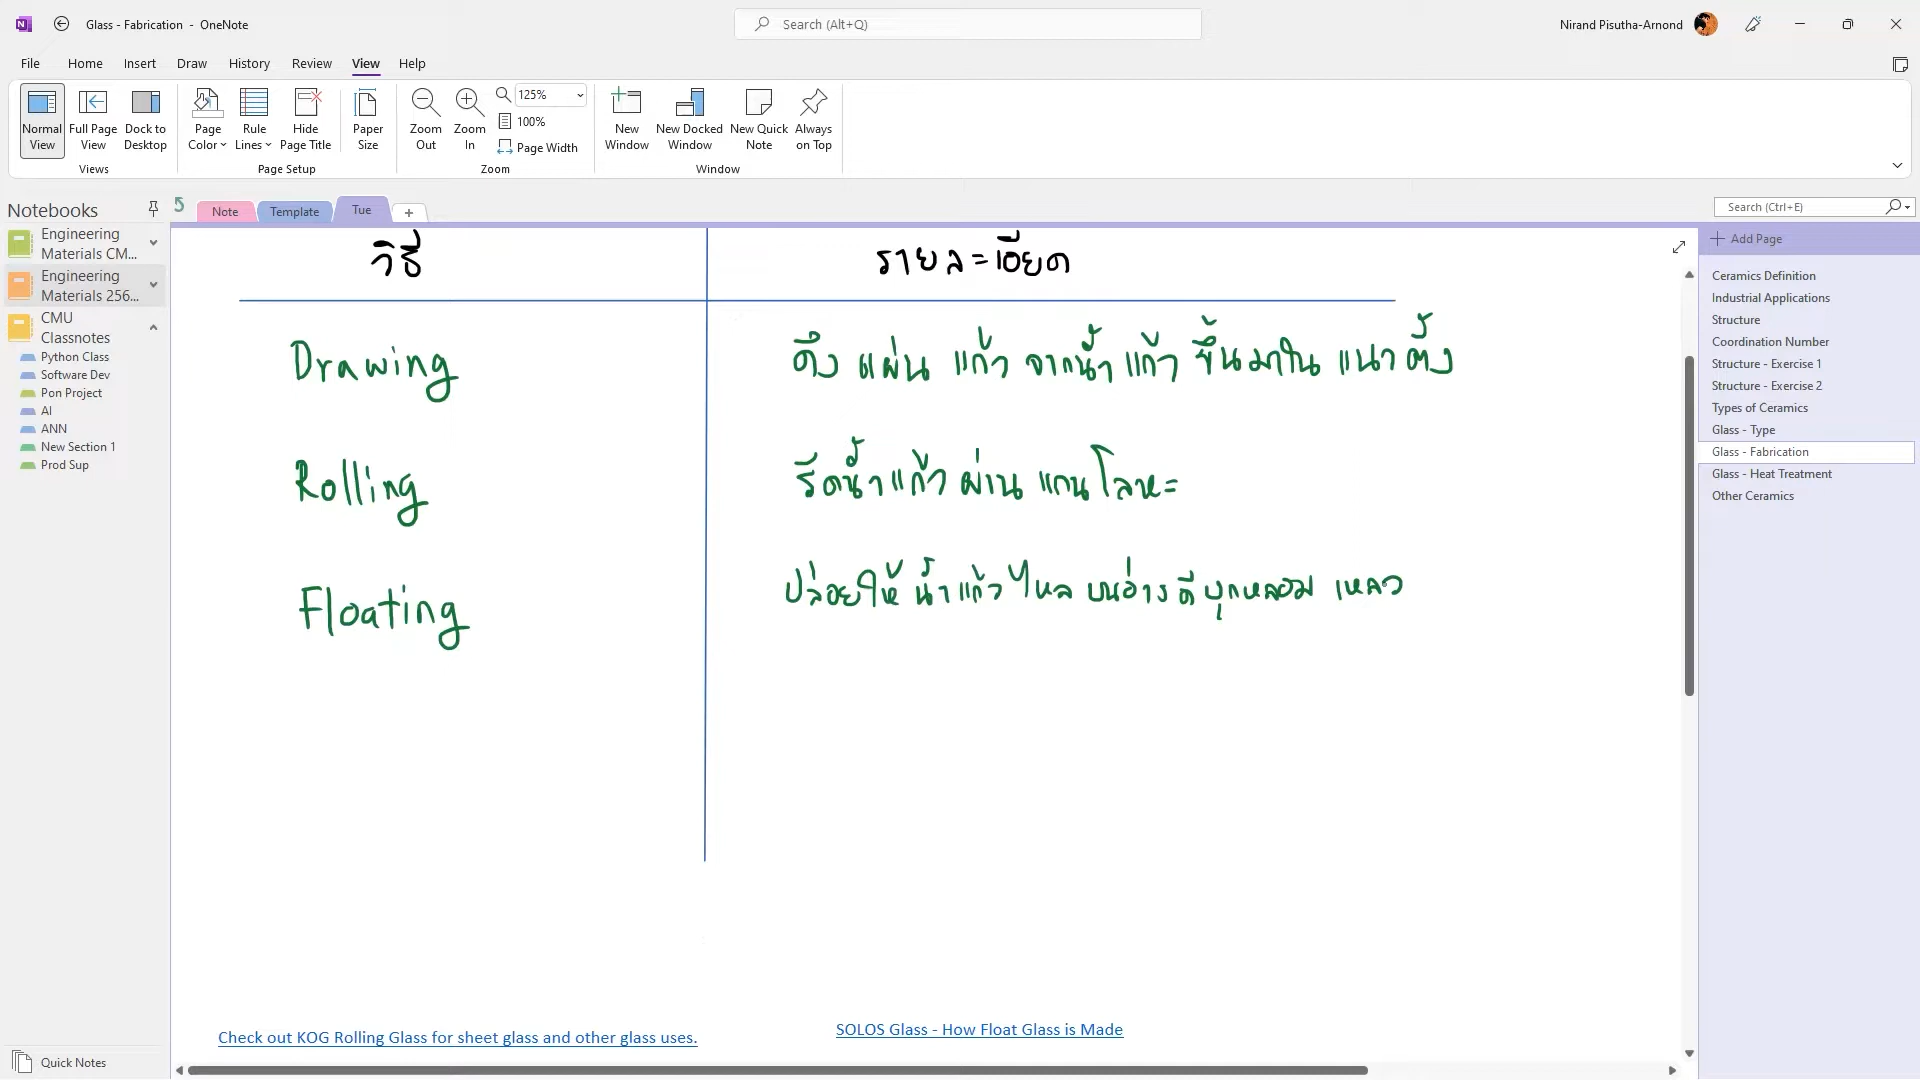 Glass - Fabrication - OneNote
Search (Alt+Q)
Nirand Pisutha-Arnond
File Home Insert Draw History Review View Help
Normal View
Full Page View
Dock to Desktop
Views
Page Color
Rule Lines
Hide Page Title
Paper Size
Page Setup
Zoom Out
Zoom In
125%
100%
Page Width
Zoom
New Window
New Docked Window
New Quick Note
Always on Top
Window
Notebooks
Note Template Tue +
Search (Ctrl+E)
Engineering
Materials CM...
Engineering
Materials 256...
CMU
Classnotes
Python Class
Software Dev
Pon Project
AI
ANN
New Section 1
Prod Sup
Quick Notes
วิธี รายละเอียด
Drawing ดึงแผ่นแก้วจากน้ำแก้วขึ้นมาในแนวตั้ง
Rolling รีดน้ำแก้วผ่านแกนโลหะ
Floating ปล่อยให้น้ำแก้วไหลบนอ่างดีบุกหลอมเหลว
Check out KOG Rolling Glass for sheet glass and other glass uses.
SOLOS Glass - How Float Glass is Made
Add Page
Ceramics Definition
Industrial Applications
Structure
Coordination Number
Structure - Exercise 1
Structure - Exercise 2
Types of Ceramics
Glass - Type
Glass - Fabrication
Glass - Heat Treatment
Other Ceramics